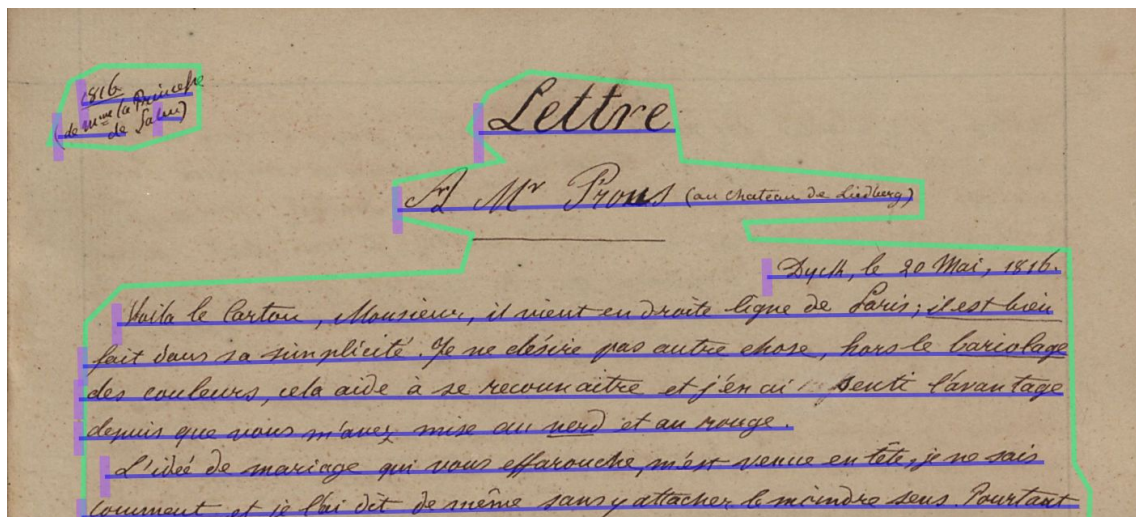 1816.
(de mme la Princesse
de Salm)
Lettre
A Mr Prous (au chateau de Liedberg)
Dyck, le 20 Mai, 1816.
Voila le Carton, Monsieur, il vient en droite ligne de Paris; il est bien
fait dans sa simplicité. Je ne désire pas autre chose, hors le bariolage
des couleurs, cela aide à se reconnaitre et j'en ai senti l'avantage
depuis que vous m'avez mise au verd et au rouge.
L'idée de mariage qui vous effarouche, m'est venue en tête, je ne sais
comment et je l'ai dit de même sans y attacher le moindre sens. Pourtant